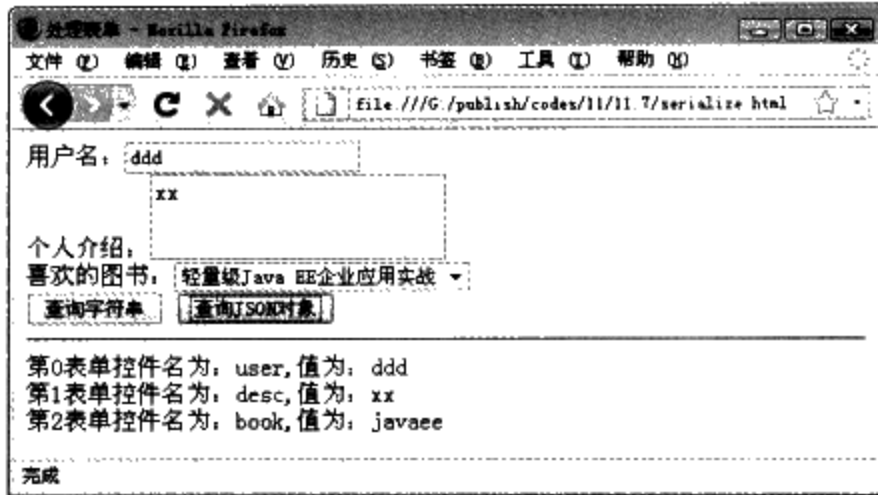 处理表单 - Mozilla Firefox
文件 (F) 编辑 (E) 查看 (V) 历史 (S) 书签 (B) 工具 (T) 帮助 (H)
file:///G:/publish/codes/11/11.7/serialize.html
用户名：ddd
xx
个人介绍：
喜欢的图书：轻量级Java EE企业应用实战
查询字符串 查询JSON对象
第0表单控件名为：user,值为：ddd
第1表单控件名为：desc,值为：xx
第2表单控件名为：book,值为：javaee
完成